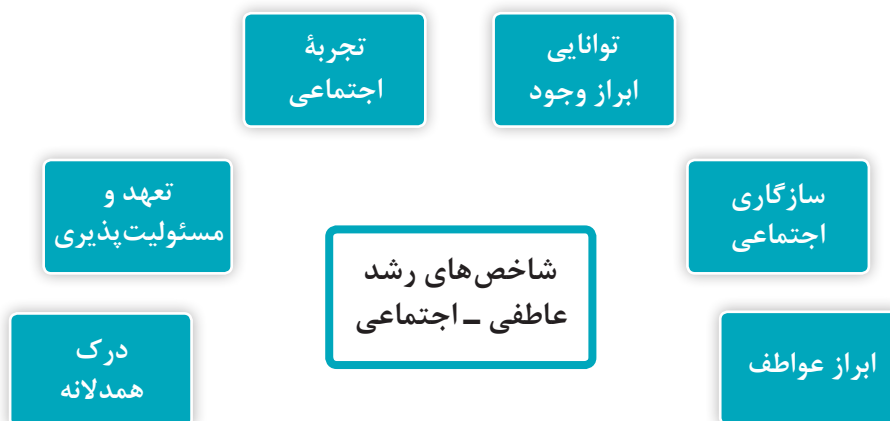 توانایی
ابراز وجود
تجربهٔ
اجتماعی
سازگاری
اجتماعی
تعهد و
مسئولیت‌پذیری
شاخص‌های رشد
عاطفی ـ اجتماعی
ابراز عواطف
درک
همدلانه